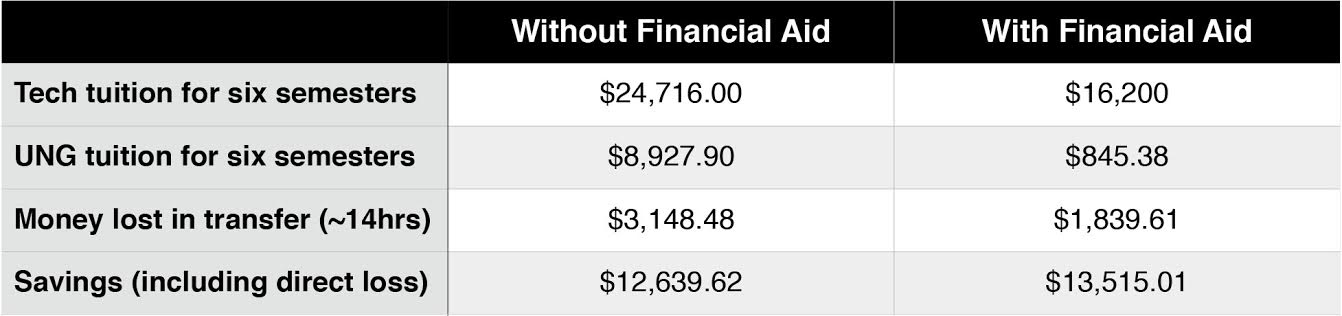 Without Financial Aid With Financial Aid
Tech tuition for six semesters $24,716.00 $16,200
UNG tuition for six semesters $8,927.90 $845.38
Money lost in transfer (~14hrs) $3,148.48 $1,839.61
Savings (including direct loss) $12,639.62 $13,515.01